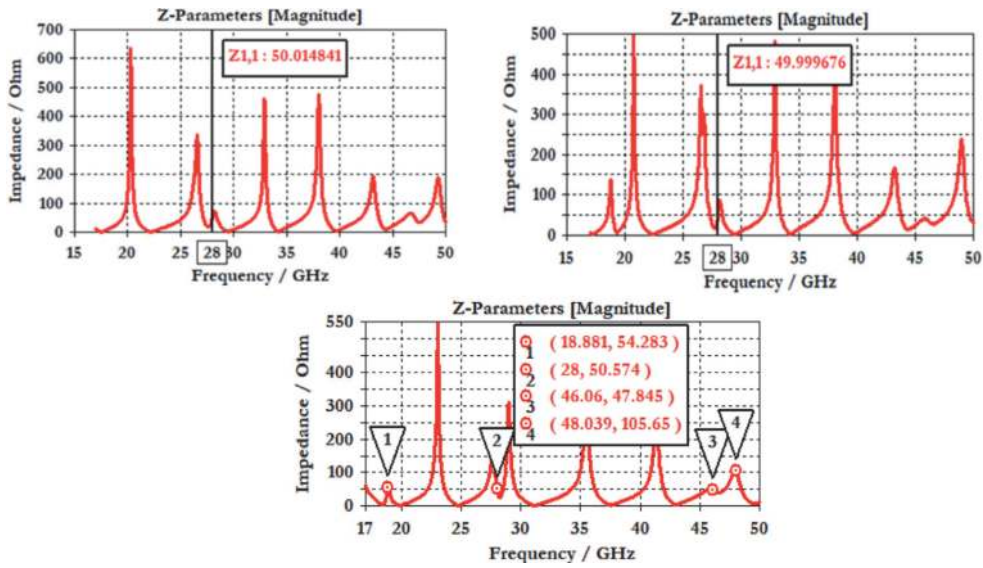 Z-Parameters [Magnitude]
700
600
500
400
300
200
100
0
Impedance / Ohm
Z1,1 : 50.014841
15 20 25 28 30 35 40 45 50
Frequency / GHz
Z-Parameters [Magnitude]
500
400
300
200
100
0
Impedance / Ohm
Z1,1 : 49.999676
15 20 25 28 30 35 40 45 50
Frequency / GHz
Z-Parameters [Magnitude]
550
400
300
200
100
0
Impedance / Ohm
1 ( 18.881, 54.283 )
2 ( 28, 50.574 )
3 ( 46.06, 47.845 )
4 ( 48.039, 105.65 )
1 2 3 4
17 20 25 30 35 40 45 50
Frequency / GHz